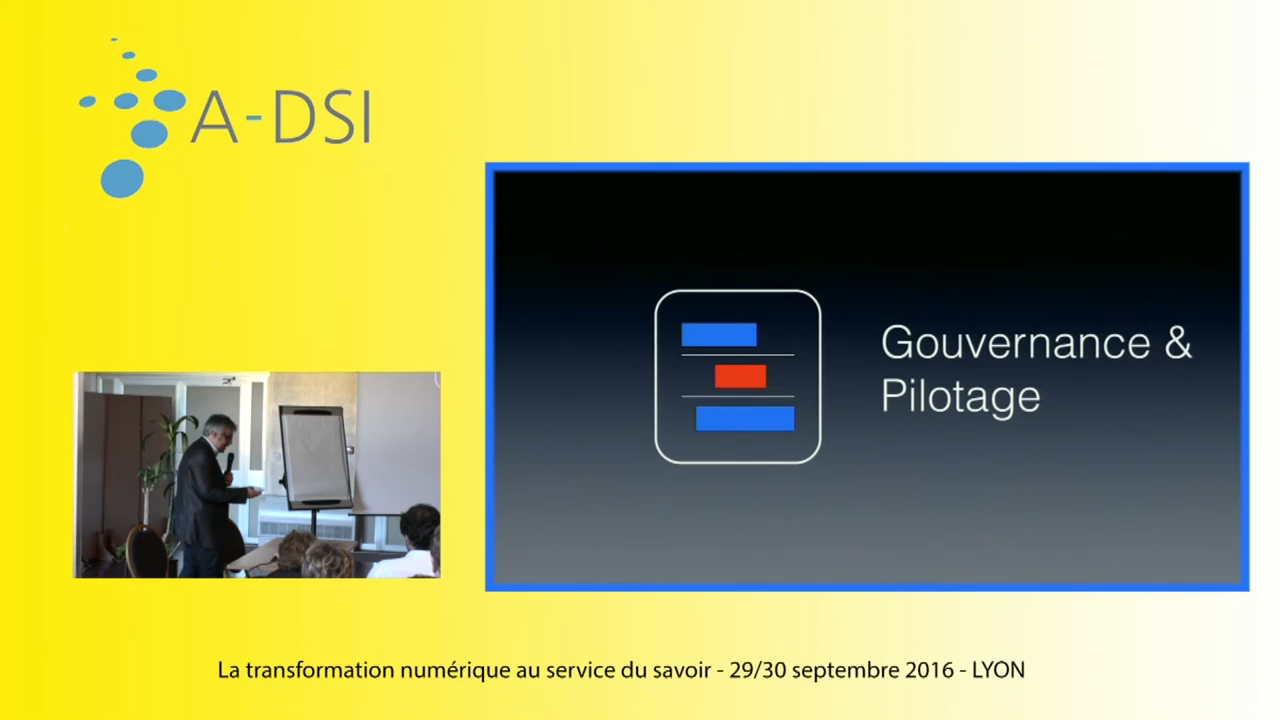 A-DSI
Gouvernance &
Pilotage
La transformation numérique au service du savoir - 29/30 septembre 2016 - LYON